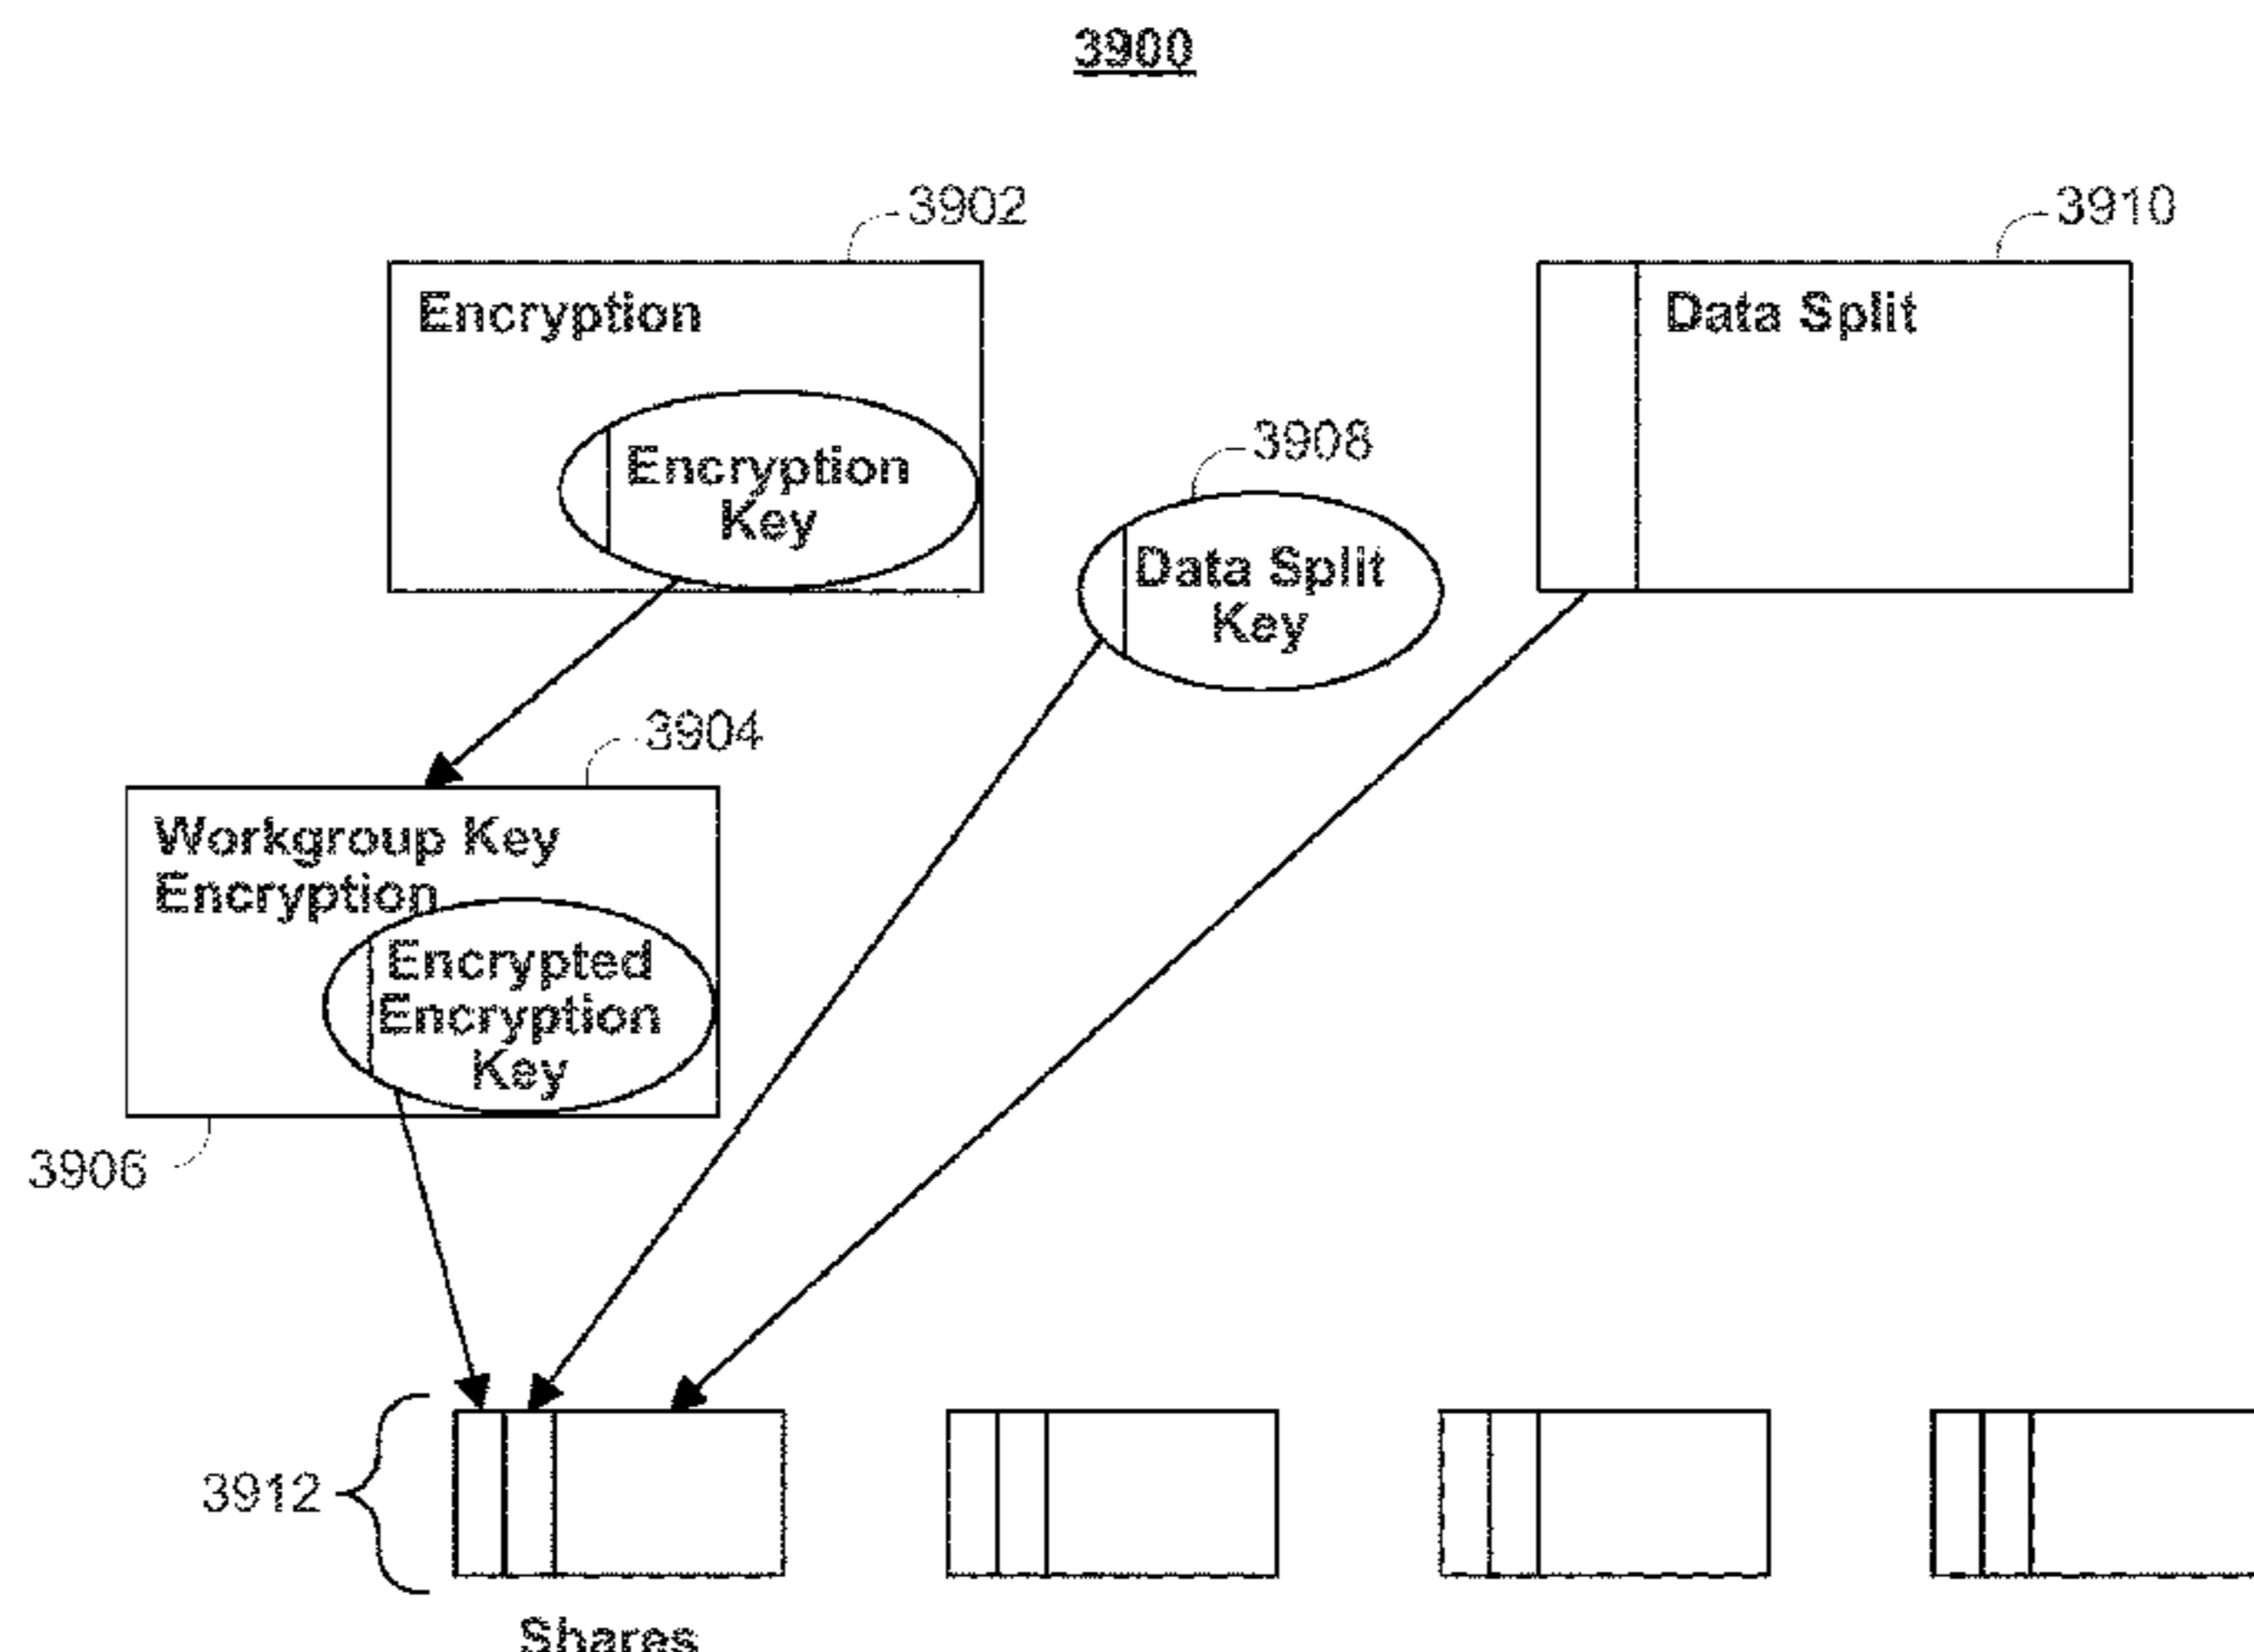 3900
3902
3910
Encryption
Data Split
3908
Encryption
Key
Data Split
Key
3904
Workgroup Key
Encryption
Encrypted
Encryption
Key
3906
3912
Shares